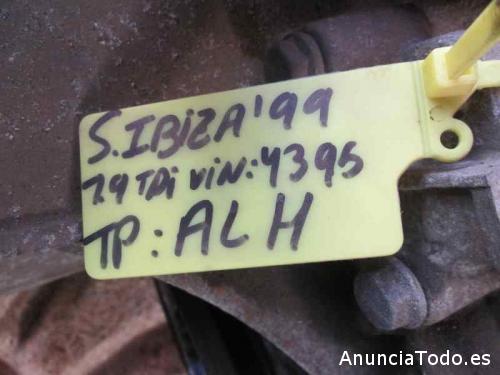 S.IBIZA'99
1.9 TDi VIN:4395
TP:ALH
AnunciaTodo.es